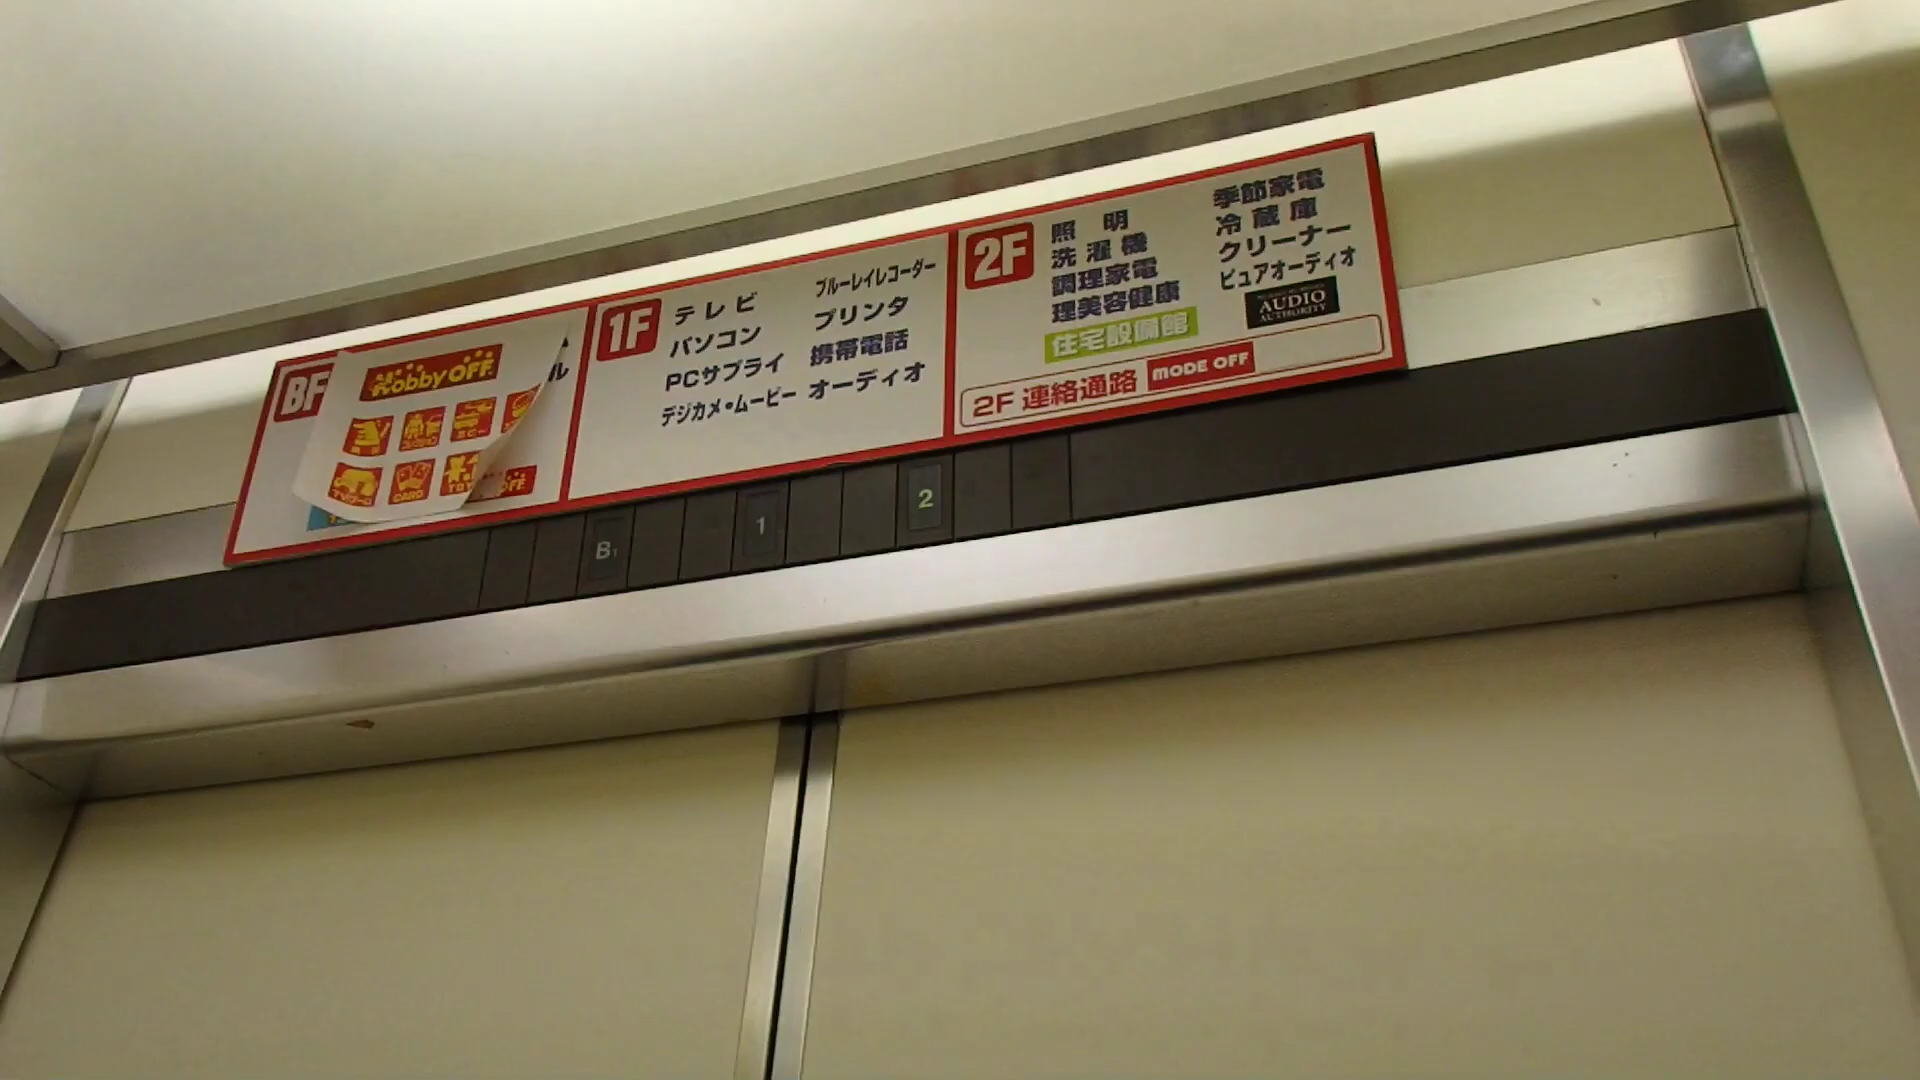 BF
HobbyOFF
CARD
OFF
ル
1F
テレビ
パソコン
PCサプライ
デジカメ・ムービー
ブルーレイレコーダー
プリンタ
携帯電話
オーディオ
2F
照明
洗濯機
調理家電
理美容健康
住宅設備館
季節家電
冷蔵庫
クリーナー
ピュアオーディオ
AUDIO
AUTHORITY
2F 連絡通路 MODE OFF
B1
1
2